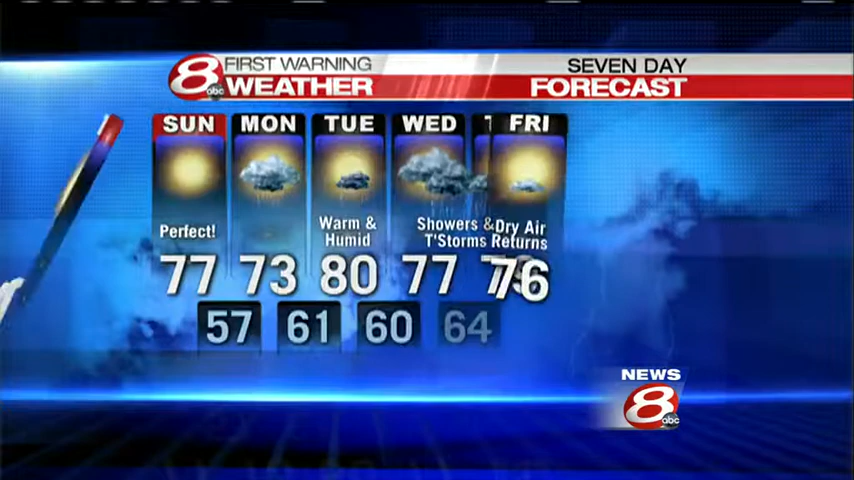 8 abc FIRST WARNING WEATHER
SEVEN DAY FORECAST
SUN MON TUE WED T FRI
Perfect!
Warm & Humid
Showers & T'Storms
Dry Air Returns
77 73 80 77 76
57 61 60 64
NEWS
8 abc